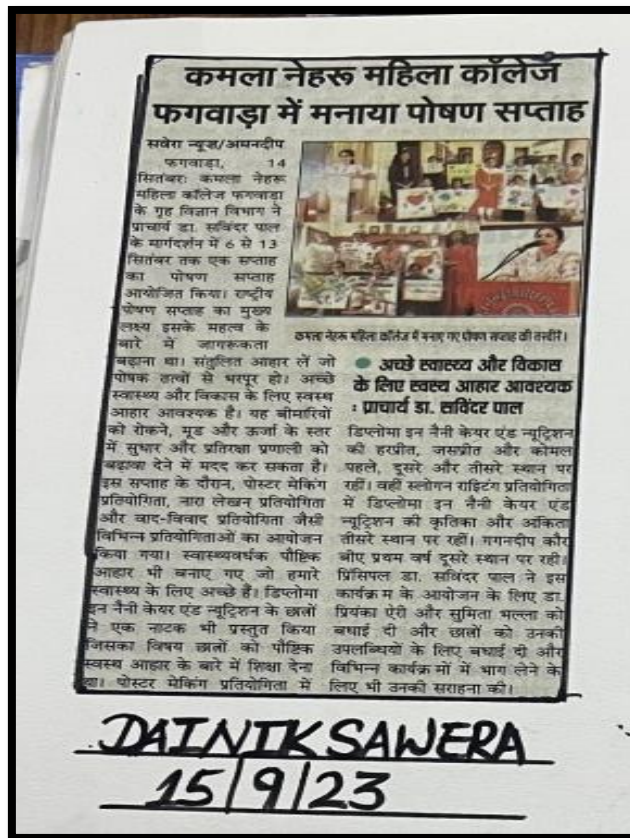 कमला नेहरू महिला कॉलेज
फगवाड़ा में मनाया पोषण सप्ताह
सवेरा न्यूज/अमनदीप
फगवाड़ा, 14
सितंबरः कमला नेहरू
महिला कॉलेज फगवाड़ा
के गृह विज्ञान विभाग ने
प्राचार्य डा. सविंदर पाल
के मार्गदर्शन में 6 से 13
सितंबर तक एक सप्ताह
का पोषण सप्ताह
आयोजित किया। राष्ट्रीय
पोषण सप्ताह का मुख्य
लक्ष्य इसके महत्व के
बारे में जागरूकता
बढ़ाना था। संतुलित आहार लें जो
पोषक तत्वों से भरपूर हो। अच्छे
स्वास्थ्य और विकास के लिए स्वस्थ
आहार आवश्यक है। यह बीमारियों
को रोकने, मूड और ऊर्जा के स्तर
में सुधार और प्रतिरक्षा प्रणाली को
बढ़ावा देने में मदद कर सकता है।
इस सप्ताह के दौरान, पोस्टर मेकिंग
प्रतियोगिता, नारा लेखन प्रतियोगिता
और वाद-विवाद प्रतियोगिता जैसी
विभिन्न प्रतियोगिताओं का आयोजन
किया गया। स्वास्थ्यवर्धक पौष्टिक
आहार भी बनाए गए जो हमारे
स्वास्थ्य के लिए अच्छे हैं। डिप्लोमा
इन नैनी केयर एंड न्यूट्रिशन के छात्रों
ने एक नाटक भी प्रस्तुत किया
जिसका विषय छात्रों को पौष्टिक
स्वस्थ आहार के बारे में शिक्षा देना
था। पोस्टर मेकिंग प्रतियोगिता में
कमला नेहरू महिला कॉलेज में मनाए गए पोषण सप्ताह की तस्वीरें।
अच्छे स्वास्थ्य और विकास
के लिए स्वस्थ आहार आवश्यक
: प्राचार्य डा. सविंदर पाल
डिप्लोमा इन नैनी केयर एंड न्यूट्रिशन
की हरप्रीत, जसप्रीत और कोमल
पहले, दूसरे और तीसरे स्थान पर
रहीं। वहीं स्लोगन राइटिंग प्रतियोगिता
में डिप्लोमा इन नैनी केयर एंड
न्यूट्रिशन की कृतिका और अंकिता
तीसरे स्थान पर रहीं। गगनदीप कौर
बीए प्रथम वर्ष दूसरे स्थान पर रही।
प्रिंसिपल डा. सविंदर पाल ने इस
कार्यक्रम के आयोजन के लिए डा.
प्रियंका ऐरी और सुमिता भल्ला को
बधाई दी और छात्रों को उनकी
उपलब्धियों के लिए बधाई दी और
विभिन्न कार्यक्रमों में भाग लेने के
लिए भी उनकी सराहना की।
DAINIK SAWERA
15/9/23